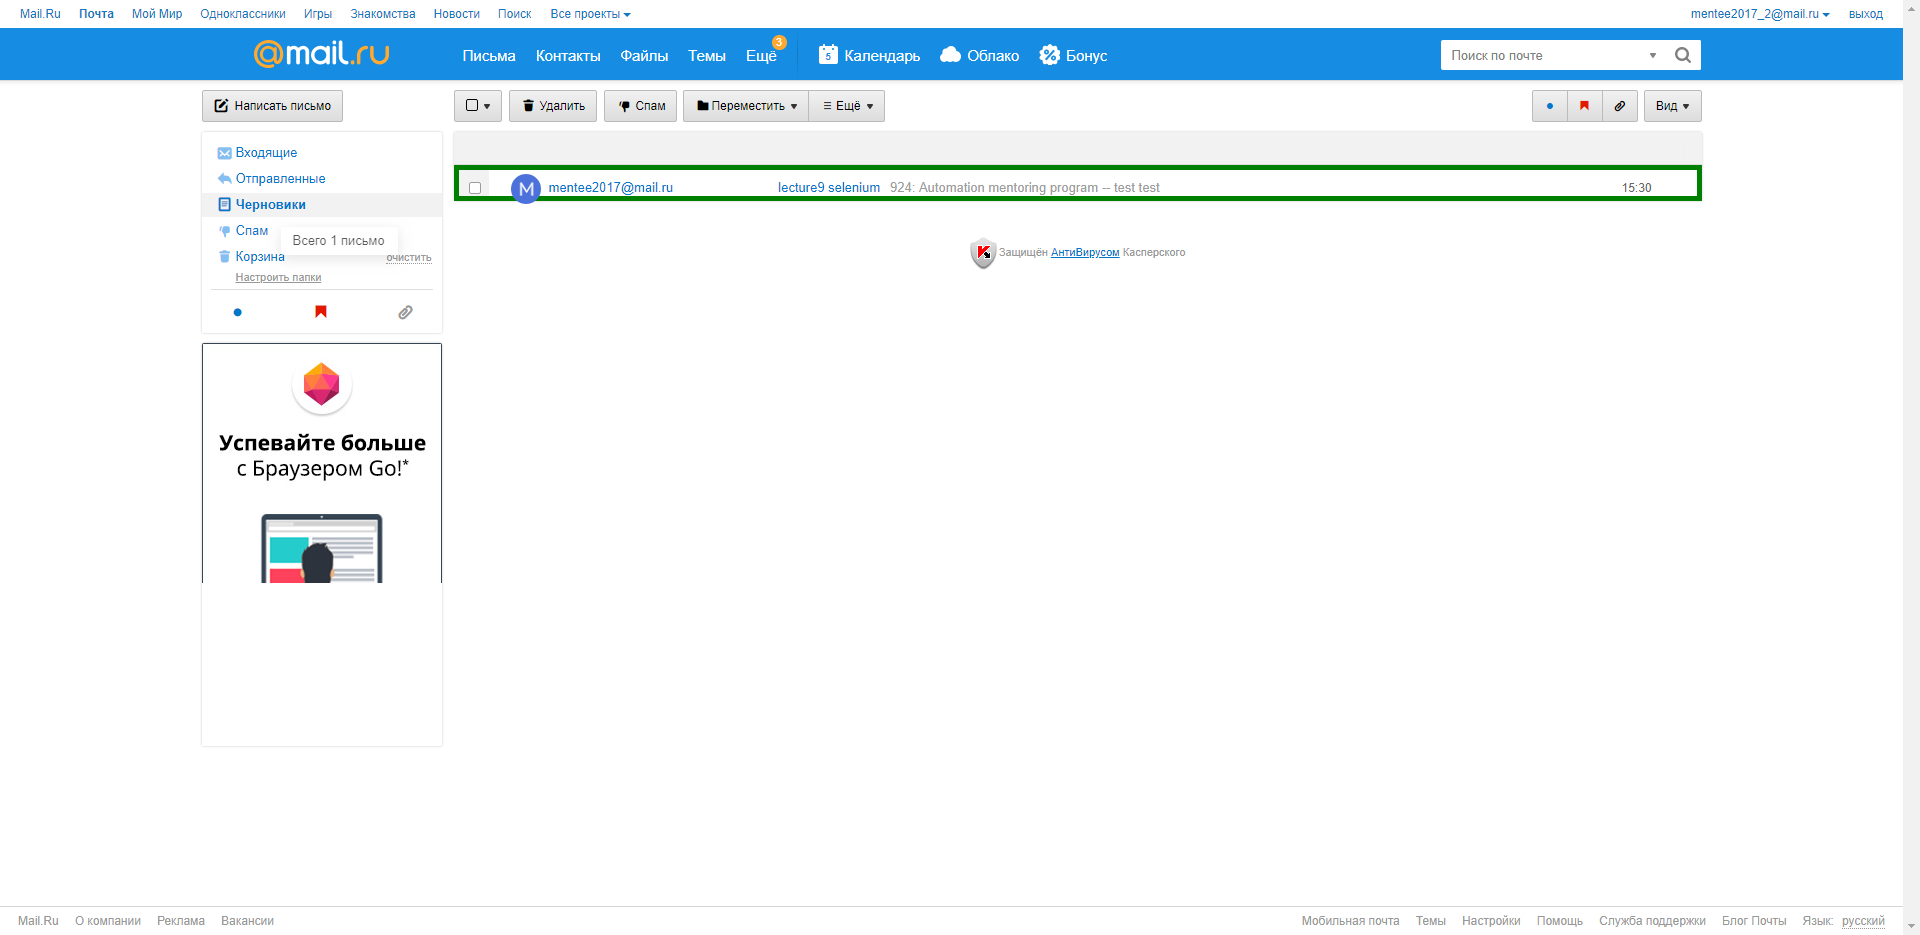 Mail.Ru Почта Мой Мир Одноклассники Игры Знакомства Новости Поиск Все проекты mentee2017_2@mail.ru выход
@mail.ru Письма Контакты Файлы Темы Ещё 3 5 Календарь Облако Бонус Поиск по почте
Написать письмо Удалить Спам Переместить Ещё Вид
Входящие
Отправленные
Черновики
Спам
Всего 1 письмо
Корзина очистить
Настроить папки
M mentee2017@mail.ru lecture9 selenium 924: Automation mentoring program -- test test 15:30
Защищён АнтиВирусом Касперского
Успевайте больше
с Браузером Go!*
Mail.Ru О компании Реклама Вакансии Мобильная почта Темы Настройки Помощь Служба поддержки Блог Почты Язык: русский